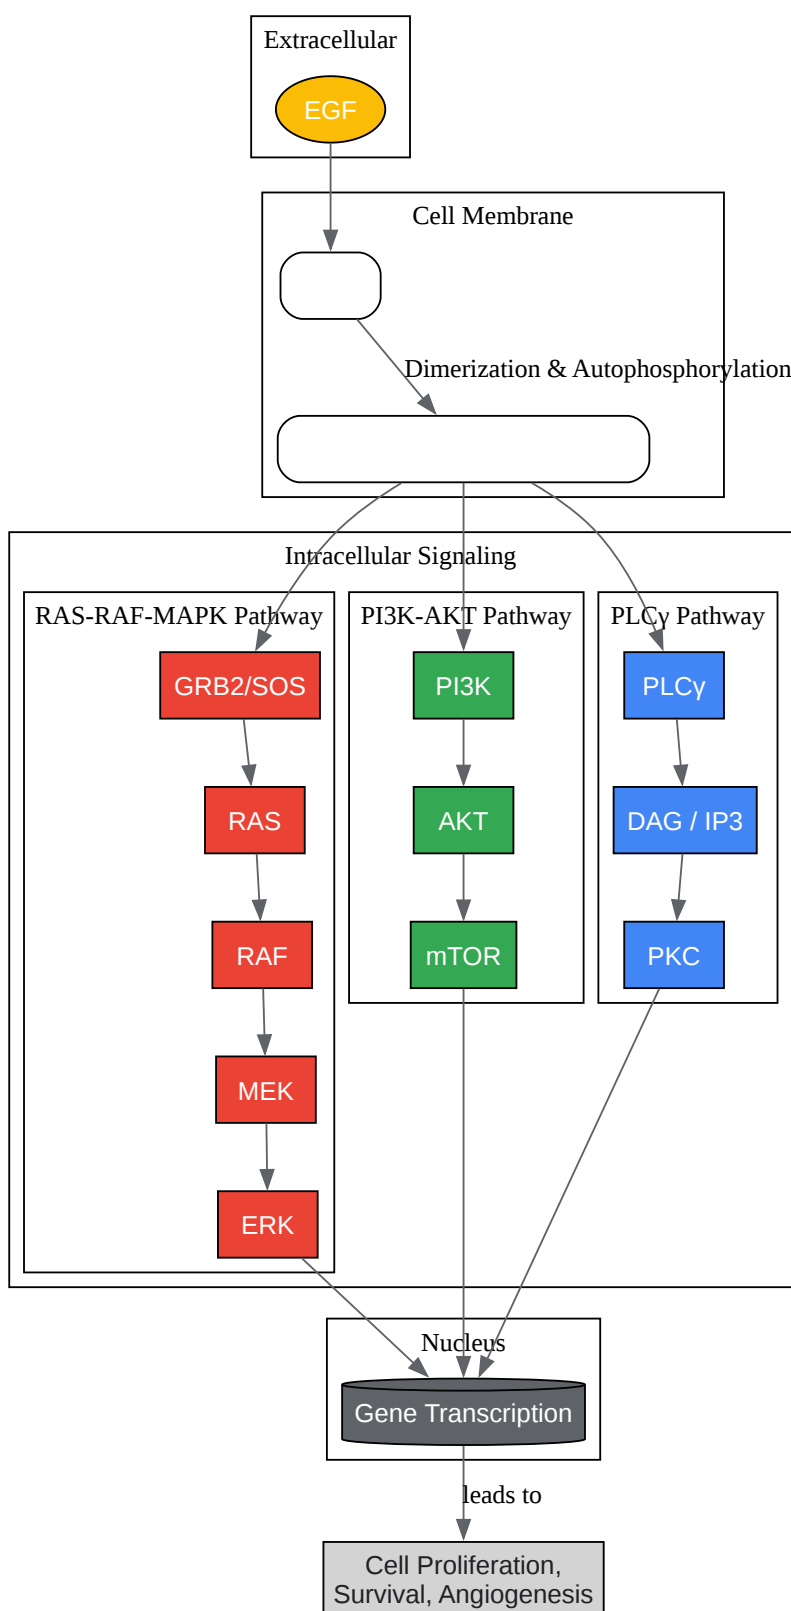 Extracellular
EGF
Cell Membrane
Dimerization & Autophosphorylation
Intracellular Signaling
RAS-RAF-MAPK Pathway
PI3K-AKT Pathway
PLCγ Pathway
GRB2/SOS
PI3K
PLCγ
RAS
AKT
DAG / IP3
RAF
mTOR
PKC
MEK
ERK
Nucleus
Gene Transcription
leads to
Cell Proliferation,
Survival, Angiogenesis